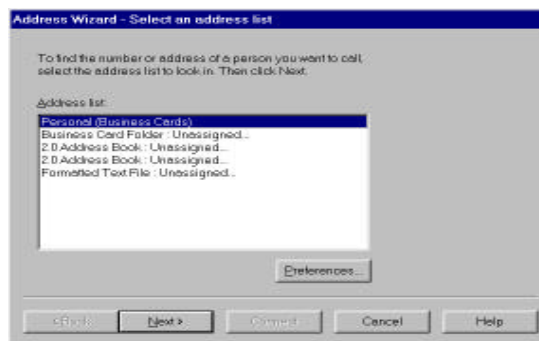 Address Wizard - Select an address list
To find the number or address of a person you want to call,
select the address list to look in. Then click Next.
Address list:
Personal (Business Cards)
Business Card Folder : Unassigned...
2.0 Address Book : Unassigned...
2.0 Address Book : Unassigned...
Formatted Text File : Unassigned...
Preferences...
<Back Next > Connect Cancel Help